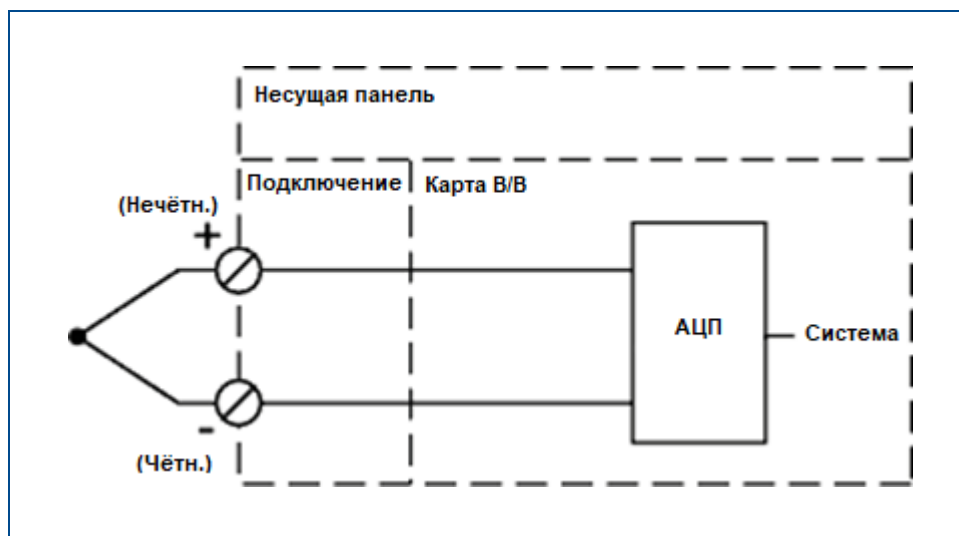 Несущая панель
Подключение
Карта В/В
(Нечётн.)
+
АЦП
Система
-
(Чётн.)